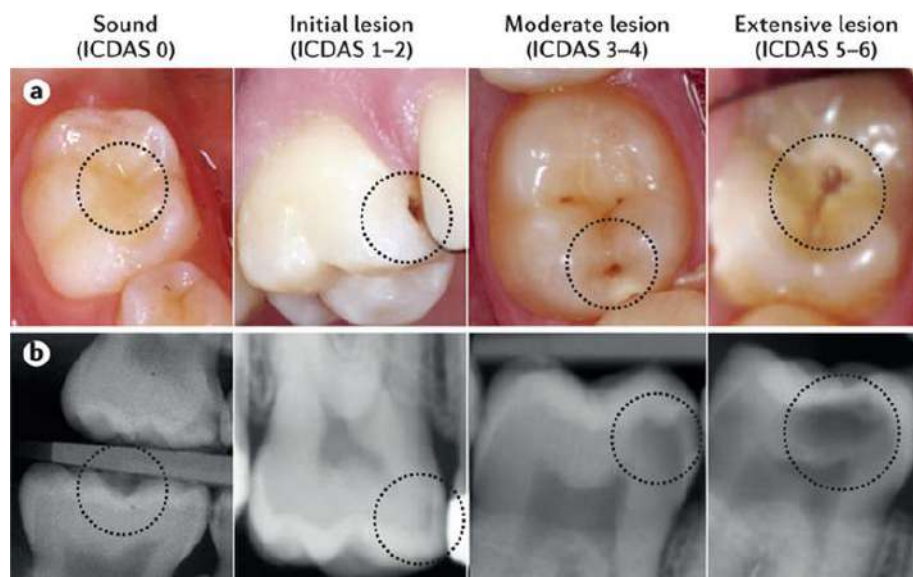 Sound
(ICDAS 0)
Initial lesion
(ICDAS 1–2)
Moderate lesion
(ICDAS 3–4)
Extensive lesion
(ICDAS 5–6)
a
b